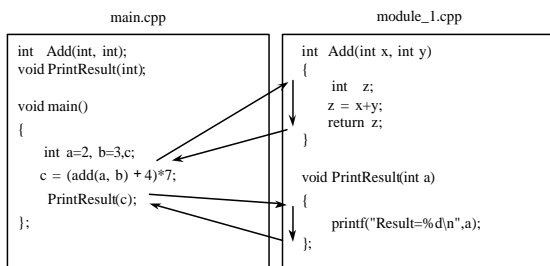 main.cpp
int Add(int, int);
void PrintResult(int);
void main()
{
int a=2, b=3,c;
c = (add(a, b) + 4)*7;
PrintResult(c);
};
module_1.cpp
int Add(int x, int y)
{
int z;
z = x+y;
return z;
}
void PrintResult(int a)
{
printf("Result=%d\n",a);
};